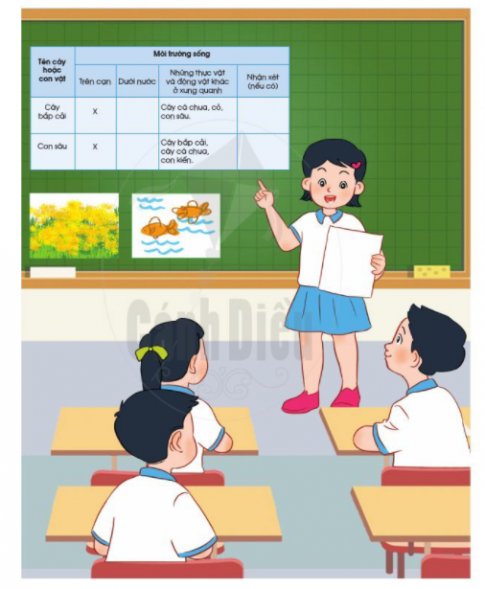 Tên cây
hoặc
con vật
Môi trường sống
Trên cạn
Dưới nước
Những thực vật
và động vật khác
ở xung quanh
Nhận xét
(nếu có)
Cây
bắp cải
X
Cây cà chua, cỏ,
con sâu.
Con sâu
X
Cây bắp cải,
cây cà chua,
con kiến.
Cánh Diều